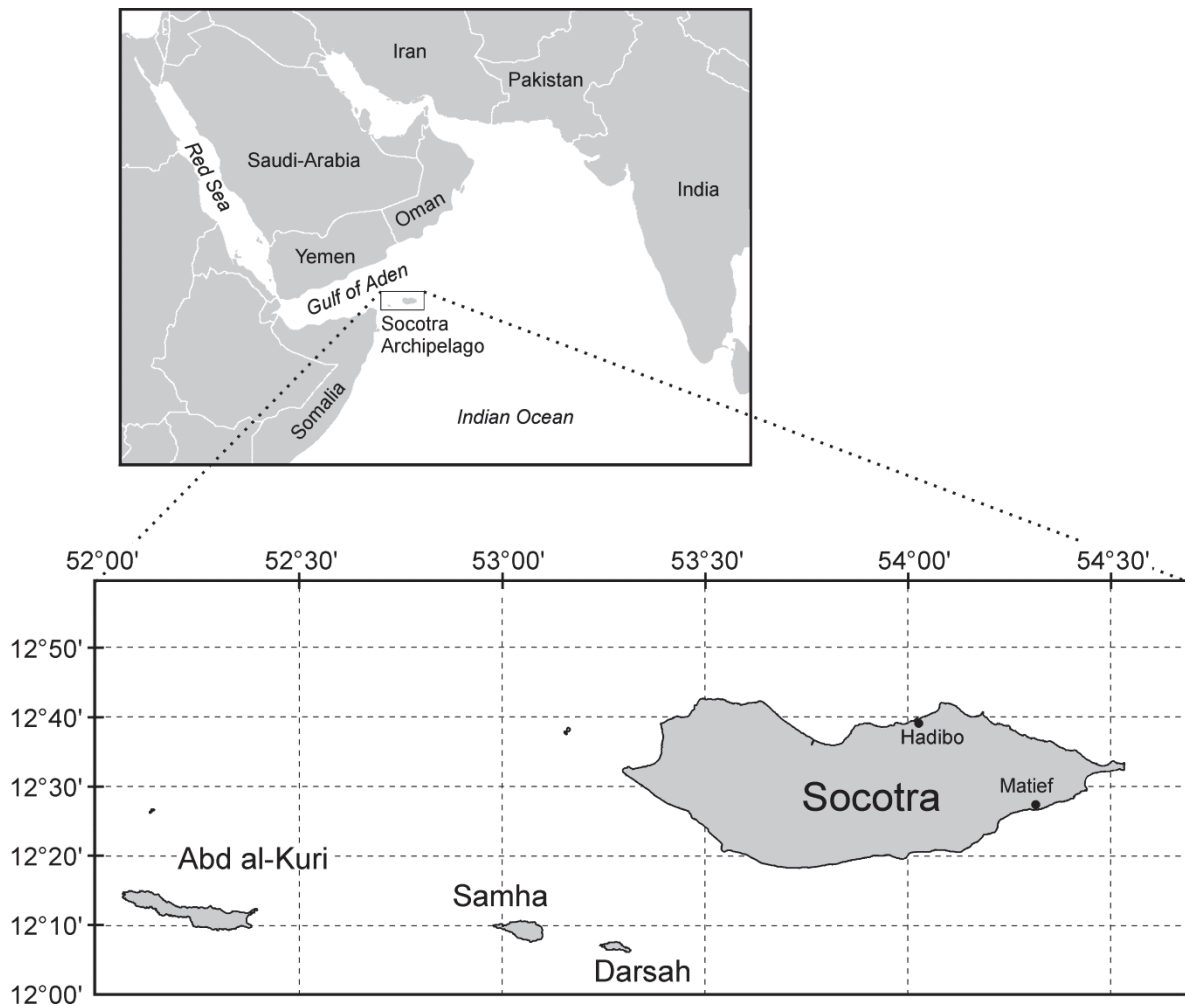 Iran
Pakistan
Red Sea
Saudi-Arabia
India
Oman
Yemen
Gulf of Aden
Socotra
Archipelago
Somalia
Indian Ocean
52°00' 52°30' 53°00' 53°30' 54°00' 54°30'
12°50'
12°40'
Hadibo
12°30'
Socotra
Matief
12°20'
Abd al-Kuri
Samha
12°10'
Darsah
12°00'